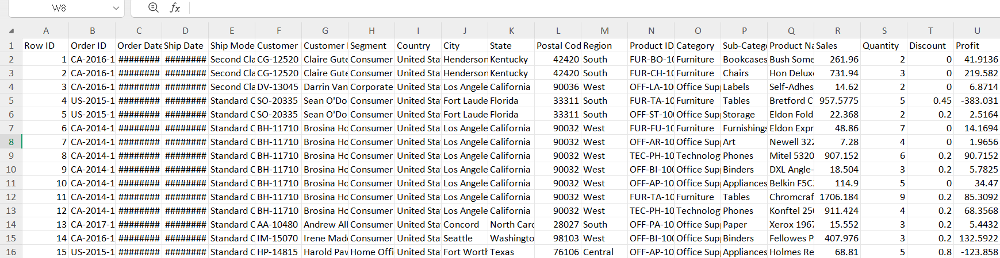 W8 fx
A B C D E F G H I J K L M N O P Q R S T U
1 Row ID Order ID Order Date Ship Date Ship Mode Customer Customer Segment Country City State Postal Cod Region Product ID Category Sub-Catego Product Na Sales Quantity Discount Profit
2 1 CA-2016-1 ######## ######## Second Cla CG-12520 Claire Gute Consumer United Sta Henderson Kentucky 42420 South FUR-BO-10 Furniture Bookcases Bush Some 261.96 2 0 41.9136
3 2 CA-2016-1 ######## ######## Second Cla CG-12520 Claire Gute Consumer United Sta Henderson Kentucky 42420 South FUR-CH-10 Furniture Chairs Hon Delux 731.94 3 0 219.582
4 3 CA-2016-1 ######## ######## Second Cla DV-13045 Darrin Van Corporate United Sta Los Angele California 90036 West OFF-LA-10 Office Sup Labels Self-Adhes 14.62 2 0 6.8714
5 4 US-2015-1 ######## ######## Standard C SO-20335 Sean O'Do Consumer United Sta Fort Laude Florida 33311 South FUR-TA-10 Furniture Tables Bretford C 957.5775 5 0.45 -383.031
6 5 US-2015-1 ######## ######## Standard C SO-20335 Sean O'Do Consumer United Sta Fort Laude Florida 33311 South OFF-ST-100 Office Sup Storage Eldon Fold 22.368 2 0.2 2.5164
7 6 CA-2014-1 ######## ######## Standard C BH-11710 Brosina Ho Consumer United Sta Los Angele California 90032 West FUR-FU-10 Furniture Furnishings Eldon Expr 48.86 7 0 14.1694
8 7 CA-2014-1 ######## ######## Standard C BH-11710 Brosina Ho Consumer United Sta Los Angele California 90032 West OFF-AR-10 Office Sup Art Newell 322 7.28 4 0 1.9656
9 8 CA-2014-1 ######## ######## Standard C BH-11710 Brosina Ho Consumer United Sta Los Angele California 90032 West TEC-PH-10 Technolog Phones Mitel 5320 907.152 6 0.2 90.7152
10 9 CA-2014-1 ######## ######## Standard C BH-11710 Brosina Ho Consumer United Sta Los Angele California 90032 West OFF-BI-100 Office Sup Binders DXL Angle- 18.504 3 0.2 5.7825
11 10 CA-2014-1 ######## ######## Standard C BH-11710 Brosina Ho Consumer United Sta Los Angele California 90032 West OFF-AP-10 Office Sup Appliances Belkin F5C 114.9 5 0 34.47
12 11 CA-2014-1 ######## ######## Standard C BH-11710 Brosina Ho Consumer United Sta Los Angele California 90032 West FUR-TA-10 Furniture Tables Chromcraf 1706.184 9 0.2 85.3092
13 12 CA-2014-1 ######## ######## Standard C BH-11710 Brosina Ho Consumer United Sta Los Angele California 90032 West TEC-PH-10 Technolog Phones Konftel 25 911.424 4 0.2 68.3568
14 13 CA-2017-1 ######## ######## Standard C AA-10480 Andrew All Consumer United Sta Concord North Carc 28027 South OFF-PA-10 Office Sup Paper Xerox 1967 15.552 3 0.2 5.4432
15 14 CA-2016-1 ######## ######## Standard C IM-15070 Irene Mad Consumer United Sta Seattle Washingto 98103 West OFF-BI-100 Office Sup Binders Fellowes P 407.976 3 0.2 132.5922
16 15 US-2015-1 ######## ######## Standard C HP-14815 Harold Pav Home Offi United Sta Fort Worth Texas 76106 Central OFF-AP-10 Office Sup Appliances Holmes Re 68.81 5 0.8 -123.858